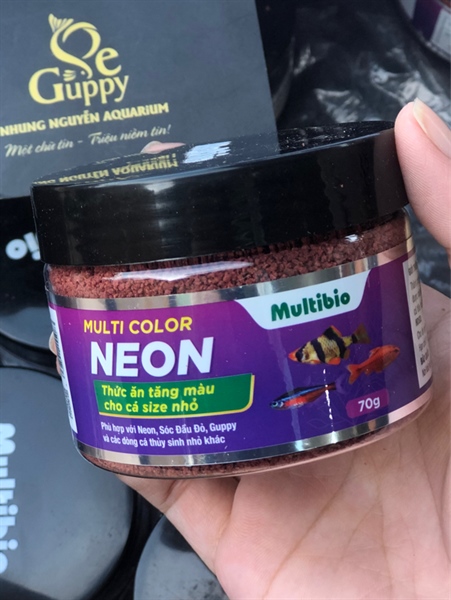 Se
Guppy
NHUNG NGUYỄN AQUARIUM
Một chữ tín - Triệu niềm tin!
Multibio
MULTI COLOR
NEON
Thức ăn tăng màu
cho cá size nhỏ
Phù hợp với Neon, Sóc Đầu Đỏ, Guppy
và các dòng cá thủy sinh nhỏ khác
70g
Multibio